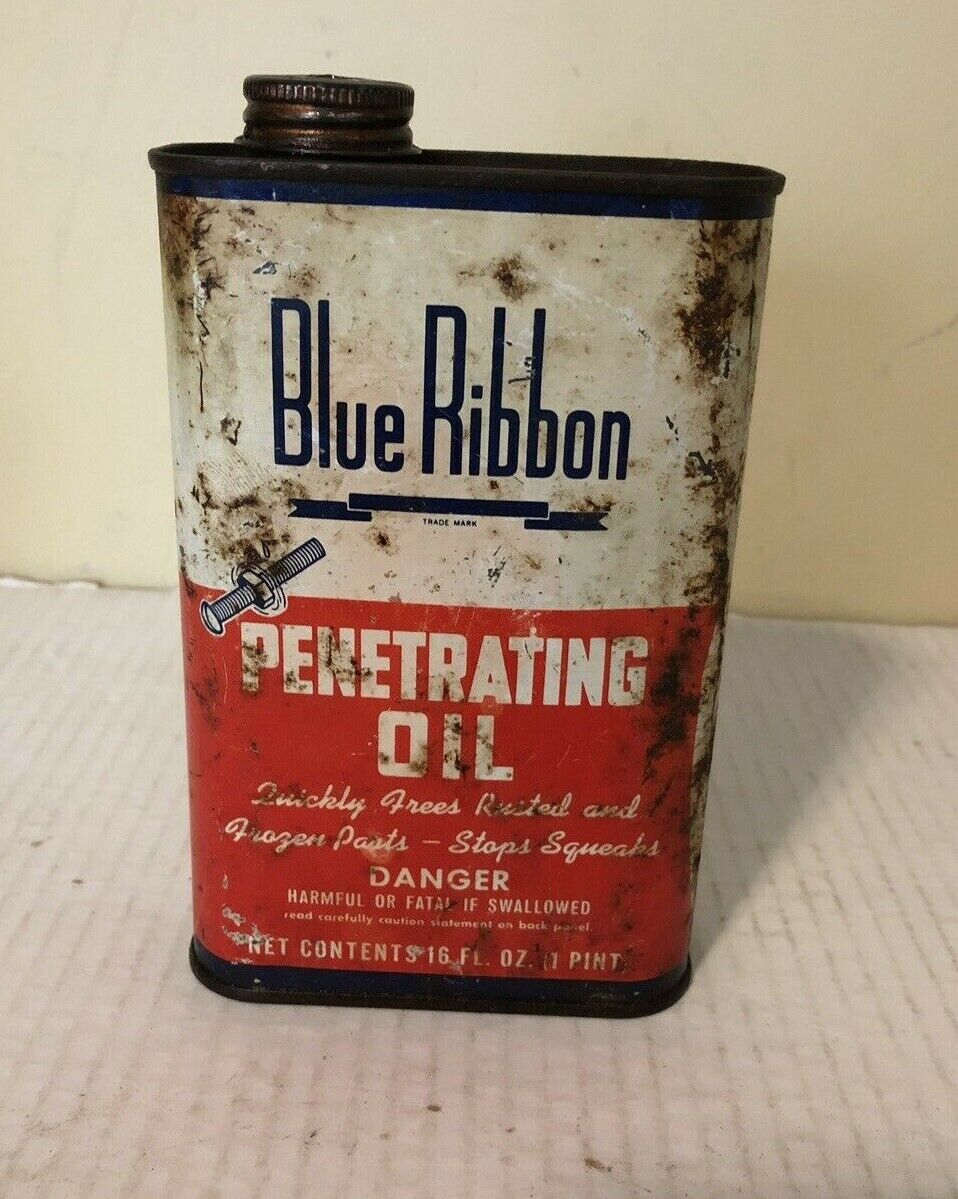 Blue Ribbon
TRADE MARK
PENETRATING
OIL
Quickly Frees Rusted and
Frozen Parts – Stops Squeaks
DANGER
HARMFUL OR FATAL IF SWALLOWED
read carefully caution statement on back panel.
NET CONTENTS 16 FL. OZ. (1 PINT)